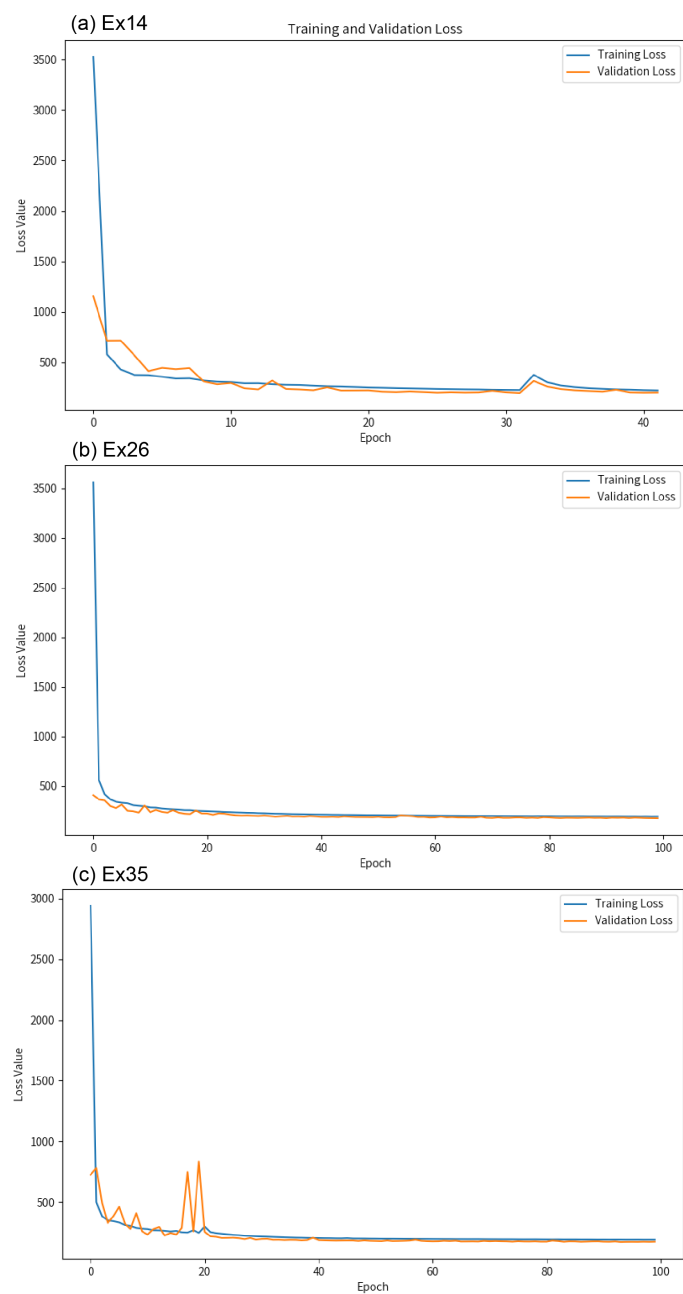 (a) Ex14
Training and Validation Loss
Training Loss
Validation Loss
3500
3000
2500
2000
1500
1000
500
Loss Value
0 10 20 30 40
Epoch
(b) Ex26
Training Loss
Validation Loss
3500
3000
2500
2000
1500
1000
500
Loss Value
0 20 40 60 80 100
Epoch
(c) Ex35
Training Loss
Validation Loss
3000
2500
2000
1500
1000
500
Loss Value
0 20 40 60 80 100
Epoch